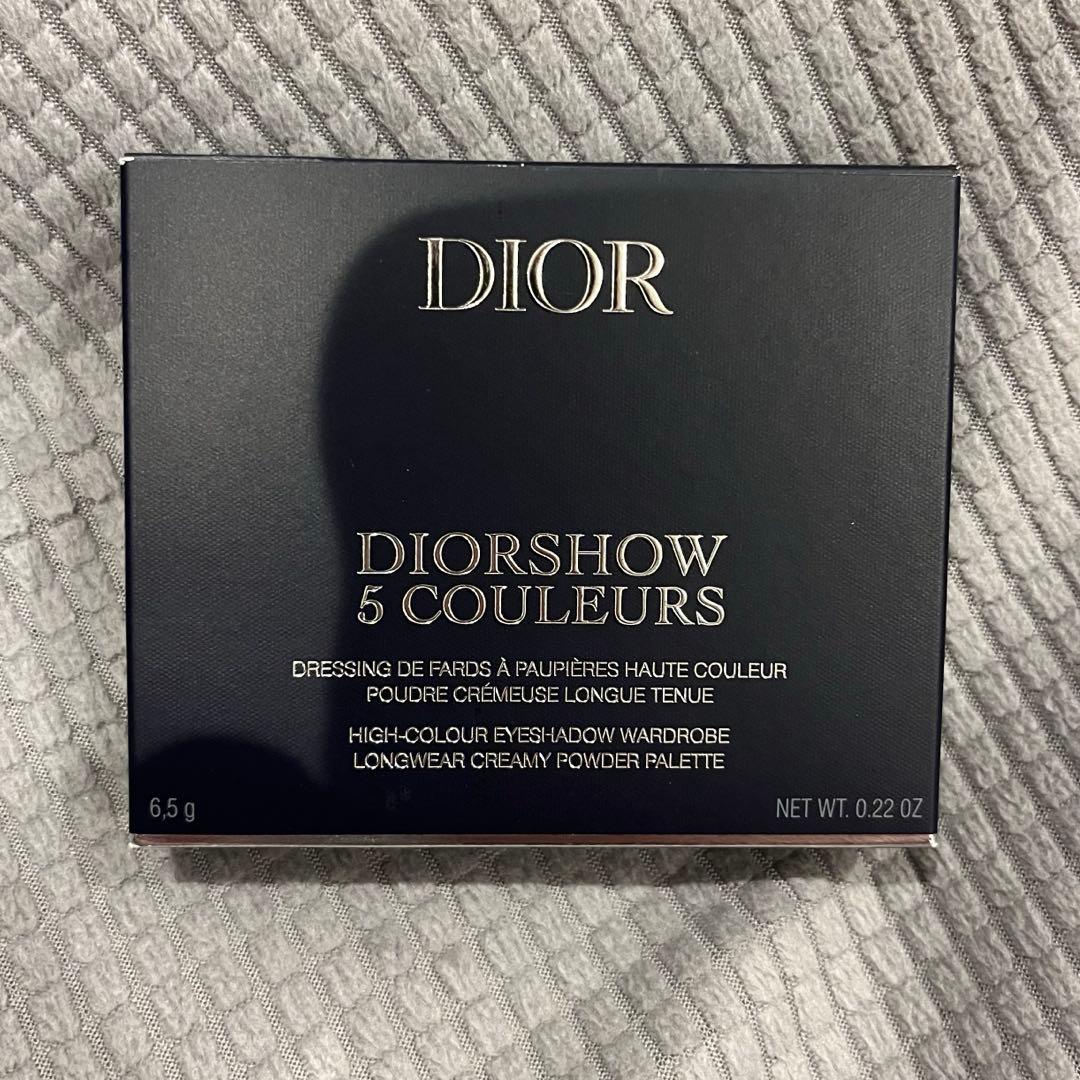 DIOR
DIORSHOW
5 COULEURS
DRESSING DE FARDS À PAUPIÈRES HAUTE COULEUR
POUDRE CRÉMEUSE LONGUE TENUE
HIGH-COLOUR EYESHADOW WARDROBE
LONGWEAR CREAMY POWDER PALETTE
6,5 g
NET WT. 0.22 OZ